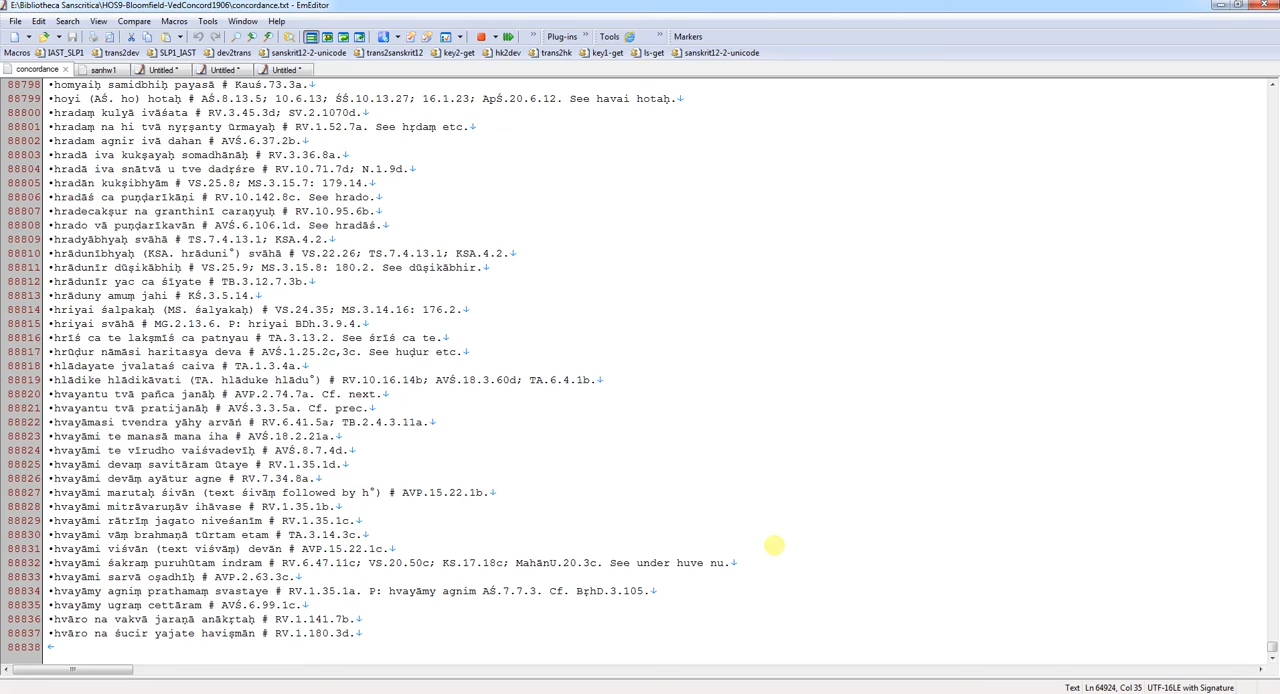 E:\Bibliotheca Sanscritica\HOS9-Bloomfield-VedConcord1906\concordance.txt - EmEditor
File Edit Search View Compare Macros Tools Window Help
Plug-ins Tools Markers
Macros IAST_SLP1 trans2dev SLP1_IAST dev2trans sanskrit12-2-unicode trans2sanskrit12 key2-get hk2dev trans2hk key1-get ls-get sanskrit12-2-unicode
concordance sanhw1 Untitled * Untitled * Untitled *
88798 •homyaiḥ samidbhiḥ payasā # Kauś.73.3a.↓
88799 •hoyi (AŚ. ho) hotaḥ # AŚ.8.13.5; 10.6.13; ŚŚ.10.13.27; 16.1.23; ApŚ.20.6.12. See havai hotaḥ.↓
88800 •hradaṃ kulyā ivāśata # RV.3.45.3d; SV.2.1070d.↓
88801 •hradaṃ na hi tvā nyṛṣanty ūrmayaḥ # RV.1.52.7a. See hṛdaṃ etc.↓
88802 •hradam agnir ivā dahan # AVŚ.6.37.2b.↓
88803 •hradā iva kukṣayaḥ somadhānāḥ # RV.3.36.8a.↓
88804 •hradā iva snātvā u tve dadṛśre # RV.10.71.7d; N.1.9d.↓
88805 •hradān kukṣibhyām # VS.25.8; MS.3.15.7: 179.14.↓
88806 •hradāś ca puṇḍarīkāṇi # RV.10.142.8c. See hrado.↓
88807 •hradecakṣur na granthinī caraṇyuḥ # RV.10.95.6b.↓
88808 •hrado vā puṇḍarīkavān # AVŚ.6.106.1d. See hradāś.↓
88809 •hradyābhyaḥ svāhā # TS.7.4.13.1; KSA.4.2.↓
88810 •hrādunībhyaḥ (KSA. hrāduni°) svāhā # VS.22.26; TS.7.4.13.1; KSA.4.2.↓
88811 •hrādunīr dūṣikābhiḥ # VS.25.9; MS.3.15.8: 180.2. See dūṣikābhir.↓
88812 •hrādunīr yac ca śīyate # TB.3.12.7.3b.↓
88813 •hrāduny amuṃ jahi # KŚ.3.5.14.↓
88814 •hriyai śalpakaḥ (MS. śalyakaḥ) # VS.24.35; MS.3.14.16: 176.2.↓
88815 •hriyai svāhā # MG.2.13.6. P: hriyai BDh.3.9.4.↓
88816 •hrīś ca te lakṣmīś ca patnyau # TA.3.13.2. See śrīś ca te.↓
88817 •hrūḍur nāmāsi haritasya deva # AVŚ.1.25.2c,3c. See huḍur etc.↓
88818 •hlādayate jvalataś caiva # TA.1.3.4a.↓
88819 •hlādike hlādikāvati (TA. hlāduke hlādu°) # RV.10.16.14b; AVŚ.18.3.60d; TA.6.4.1b.↓
88820 •hvayantu tvā pañca janāḥ # AVP.2.74.7a. Cf. next.↓
88821 •hvayantu tvā pratijanāḥ # AVŚ.3.3.5a. Cf. prec.↓
88822 •hvayāmasi tvendra yāhy arvāṅ # RV.6.41.5a; TB.2.4.3.11a.↓
88823 •hvayāmi te manasā mana iha # AVŚ.18.2.21a.↓
88824 •hvayāmi te vīrudho vaiśvadevīḥ # AVŚ.8.7.4d.↓
88825 •hvayāmi devaṃ savitāram ūtaye # RV.1.35.1d.↓
88826 •hvayāmi devāṃ ayātur agne # RV.7.34.8a.↓
88827 •hvayāmi marutaḥ śivān (text śivāṃ followed by h°) # AVP.15.22.1b.↓
88828 •hvayāmi mitrāvaruṇāv ihāvase # RV.1.35.1b.↓
88829 •hvayāmi rātrīṃ jagato niveśanīm # RV.1.35.1c.↓
88830 •hvayāmi vāṃ brahmaṇā tūrtam etam # TA.3.14.3c.↓
88831 •hvayāmi viśvān (text viśvāṃ) devān # AVP.15.22.1c.↓
88832 •hvayāmi śakraṃ puruhūtam indram # RV.6.47.11c; VS.20.50c; KS.17.18c; MahānU.20.3c. See under huve nu.↓
88833 •hvayāmi sarvā oṣadhīḥ # AVP.2.63.3c.↓
88834 •hvayāmy agniṃ prathamaṃ svastaye # RV.1.35.1a. P: hvayāmy agnim AŚ.7.7.3. Cf. BṛhD.3.105.↓
88835 •hvayāmy ugraṃ cettāram # AVŚ.6.99.1c.↓
88836 •hvāro na vakvā jaraṇā anākṛtaḥ # RV.1.141.7b.↓
88837 •hvāro na śucir yajate haviṣmān # RV.1.180.3d.↓
88838 ←
Text Ln 64924, Col 35 UTF-16LE with Signature